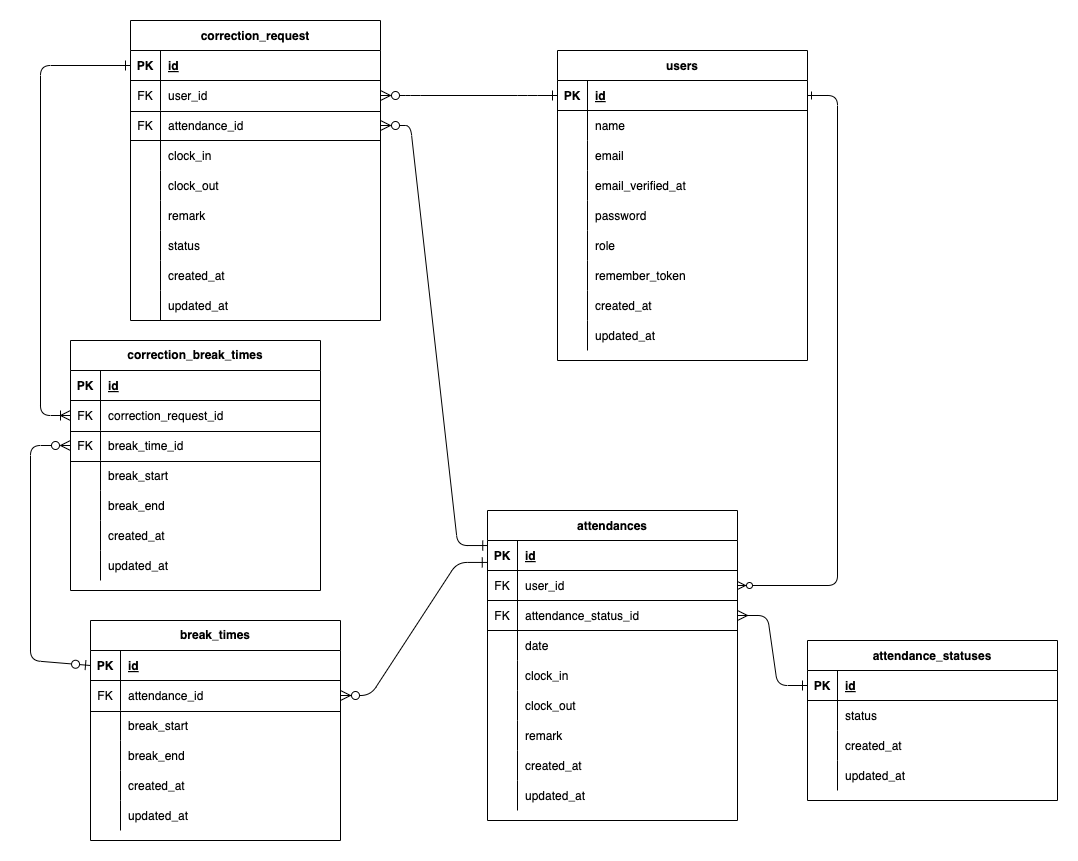 correction_request
PK id
FK user_id
FK attendance_id
clock_in
clock_out
remark
status
created_at
updated_at
users
PK id
name
email
email_verified_at
password
role
remember_token
created_at
updated_at
correction_break_times
PK id
FK correction_request_id
FK break_time_id
break_start
break_end
created_at
updated_at
attendances
PK id
FK user_id
FK attendance_status_id
date
clock_in
clock_out
remark
created_at
updated_at
break_times
PK id
FK attendance_id
break_start
break_end
created_at
updated_at
attendance_statuses
PK id
status
created_at
updated_at